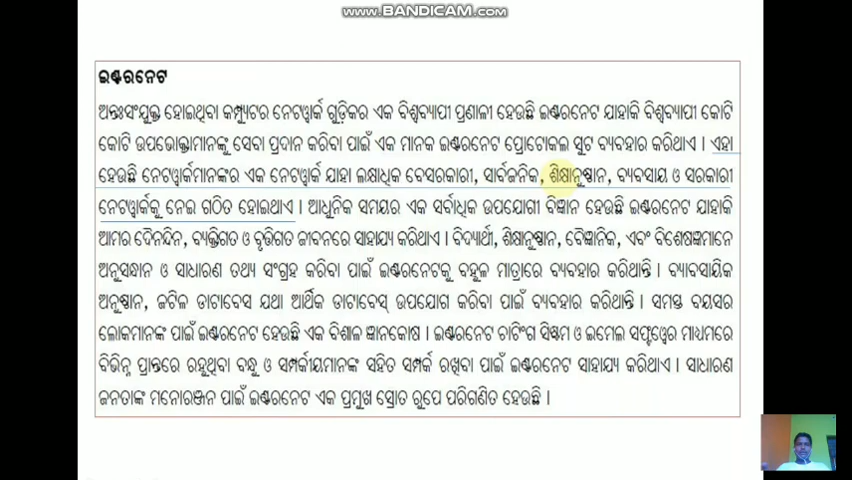 www.BANDICAM.com
ଇଣ୍ଟରନେଟ
ଅନ୍ତଃସଂଯୁକ୍ତ ହୋଇଥିବା କମ୍ପ୍ୟୁଟର ନେଟୱାର୍କ ଗୁଡ଼ିକର ଏକ ବିଶ୍ଵବ୍ୟାପୀ ପ୍ରଣାଳୀ ହେଉଛି ଇଣ୍ଟରନେଟ ଯାହାକି ବିଶ୍ଵବ୍ୟାପୀ କୋଟି
କୋଟି ଉପଭୋକ୍ତାମାନଙ୍କୁ ସେବା ପ୍ରଦାନ କରିବା ପାଇଁ ଏକ ମାନକ ଇଣ୍ଟରନେଟ ପ୍ରୋଟୋକଲ ସୁଟ ବ୍ୟବହାର କରିଥାଏ । ଏହା
ହେଉଛି ନେଟୱାର୍କମାନଙ୍କର ଏକ ନେଟୱାର୍କ ଯାହା ଲକ୍ଷାଧିକ ବେସରକାରୀ, ସାର୍ବଜନିକ, ଶିକ୍ଷାନୁଷ୍ଠାନ, ବ୍ୟବସାୟ ଓ ସରକାରୀ
ନେଟୱାର୍କକୁ ନେଇ ଗଠିତ ହୋଇଥାଏ । ଆଧୁନିକ ସମୟର ଏକ ସର୍ବାଧିକ ଉପଯୋଗୀ ବିଜ୍ଞାନ ହେଉଛି ଇଣ୍ଟରନେଟ ଯାହାକି
ଆମର ଦୈନନ୍ଦିନ, ବ୍ୟକ୍ତିଗତ ଓ ବୃତ୍ତିଗତ ଜୀବନରେ ସାହାଯ୍ୟ କରିଥାଏ । ବିଦ୍ୟାର୍ଥୀ, ଶିକ୍ଷାନୁଷ୍ଠାନ, ବୈଜ୍ଞାନିକ, ଏବଂ ବିଶେଷଜ୍ଞମାନେ
ଅନୁସନ୍ଧାନ ଓ ସାଧାରଣ ତଥ୍ୟ ସଂଗ୍ରହ କରିବା ପାଇଁ ଇଣ୍ଟରନେଟକୁ ବହୁଳ ମାତ୍ରାରେ ବ୍ୟବହାର କରିଥାନ୍ତି । ବ୍ୟାବସାୟିକ
ଅନୁଷ୍ଠାନ, ଜଟିଳ ଡାଟାବେସ ଯଥା ଆର୍ଥିକ ଡାଟାବେସ୍ ଉପଯୋଗ କରିବା ପାଇଁ ବ୍ୟବହାର କରିଥାନ୍ତି । ସମସ୍ତ ବୟସର
ଲୋକମାନଙ୍କ ପାଇଁ ଇଣ୍ଟରନେଟ ହେଉଛି ଏକ ବିଶାଳ ଜ୍ଞାନକୋଷ । ଇଣ୍ଟରନେଟ ଚାଟିଂଗ ସିଷ୍ଟମ ଓ ଇମେଲ ସଫ୍ଟୱେର ମାଧ୍ୟମରେ
ବିଭିନ୍ନ ପ୍ରାନ୍ତରେ ରହୁଥିବା ବନ୍ଧୁ ଓ ସମ୍ପର୍କୀୟମାନଙ୍କ ସହିତ ସମ୍ପର୍କ ରଖିବା ପାଇଁ ଇଣ୍ଟରନେଟ ସାହାଯ୍ୟ କରିଥାଏ । ସାଧାରଣ
ଜନତାଙ୍କ ମନୋରଞ୍ଜନ ପାଇଁ ଇଣ୍ଟରନେଟ ଏକ ପ୍ରମୁଖ ସ୍ରୋତ ରୂପେ ପରିଗଣିତ ହେଉଛି ।